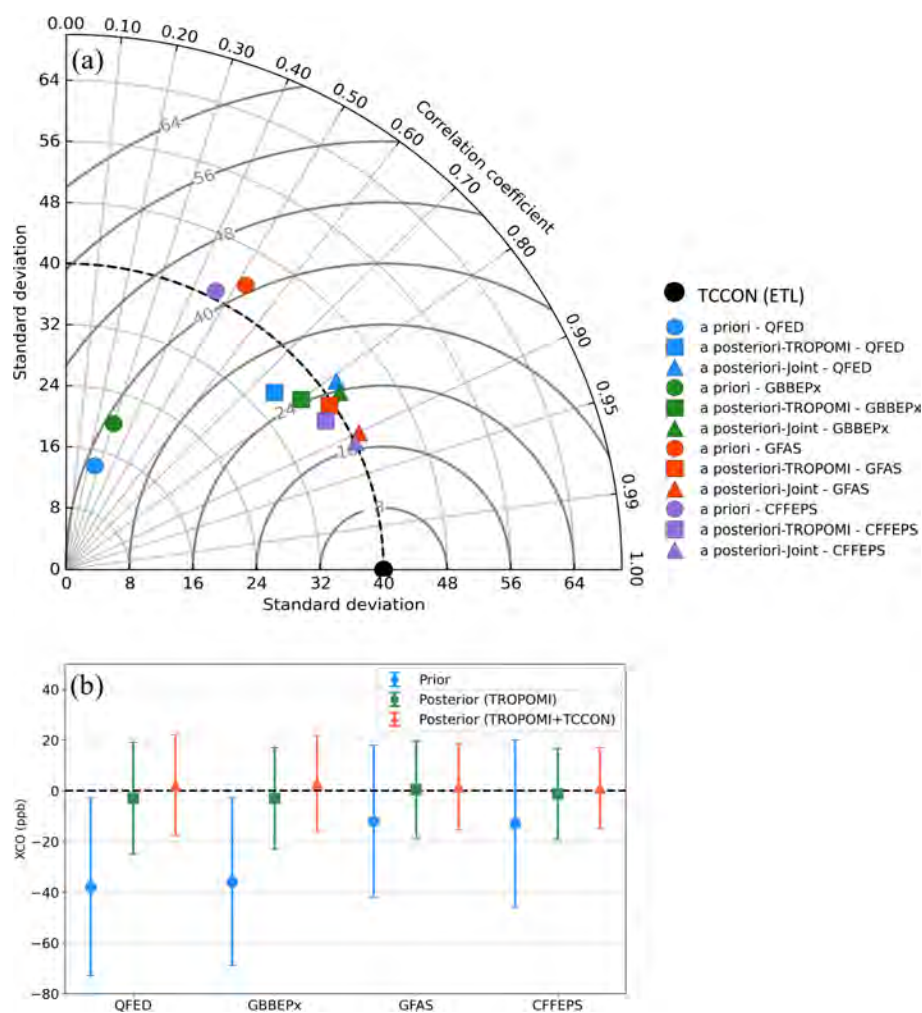 (a)
0.00
0.10
0.20
0.30
0.40
0.50
0.60
0.70
0.80
0.90
0.95
0.99
1.00
Correlation coefficient
Standard deviation
64
56
48
40
32
24
16
8
0
64
56
48
40
24
16
8
0 8 16 24 32 40 48 56 64
Standard deviation
TCCON (ETL)
a priori - QFED
a posteriori-TROPOMI - QFED
a posteriori-Joint - QFED
a priori - GBBEPx
a posteriori-TROPOMI - GBBEPx
a posteriori-Joint - GBBEPx
a priori - GFAS
a posteriori-TROPOMI - GFAS
a posteriori-Joint - GFAS
a priori - CFFEPS
a posteriori-TROPOMI - CFFEPS
a posteriori-Joint - CFFEPS
(b)
Prior
Posterior (TROPOMI)
Posterior (TROPOMI+TCCON)
XCO (ppb)
40
20
0
−20
−40
−60
−80
QFED GBBEPx GFAS CFFEPS